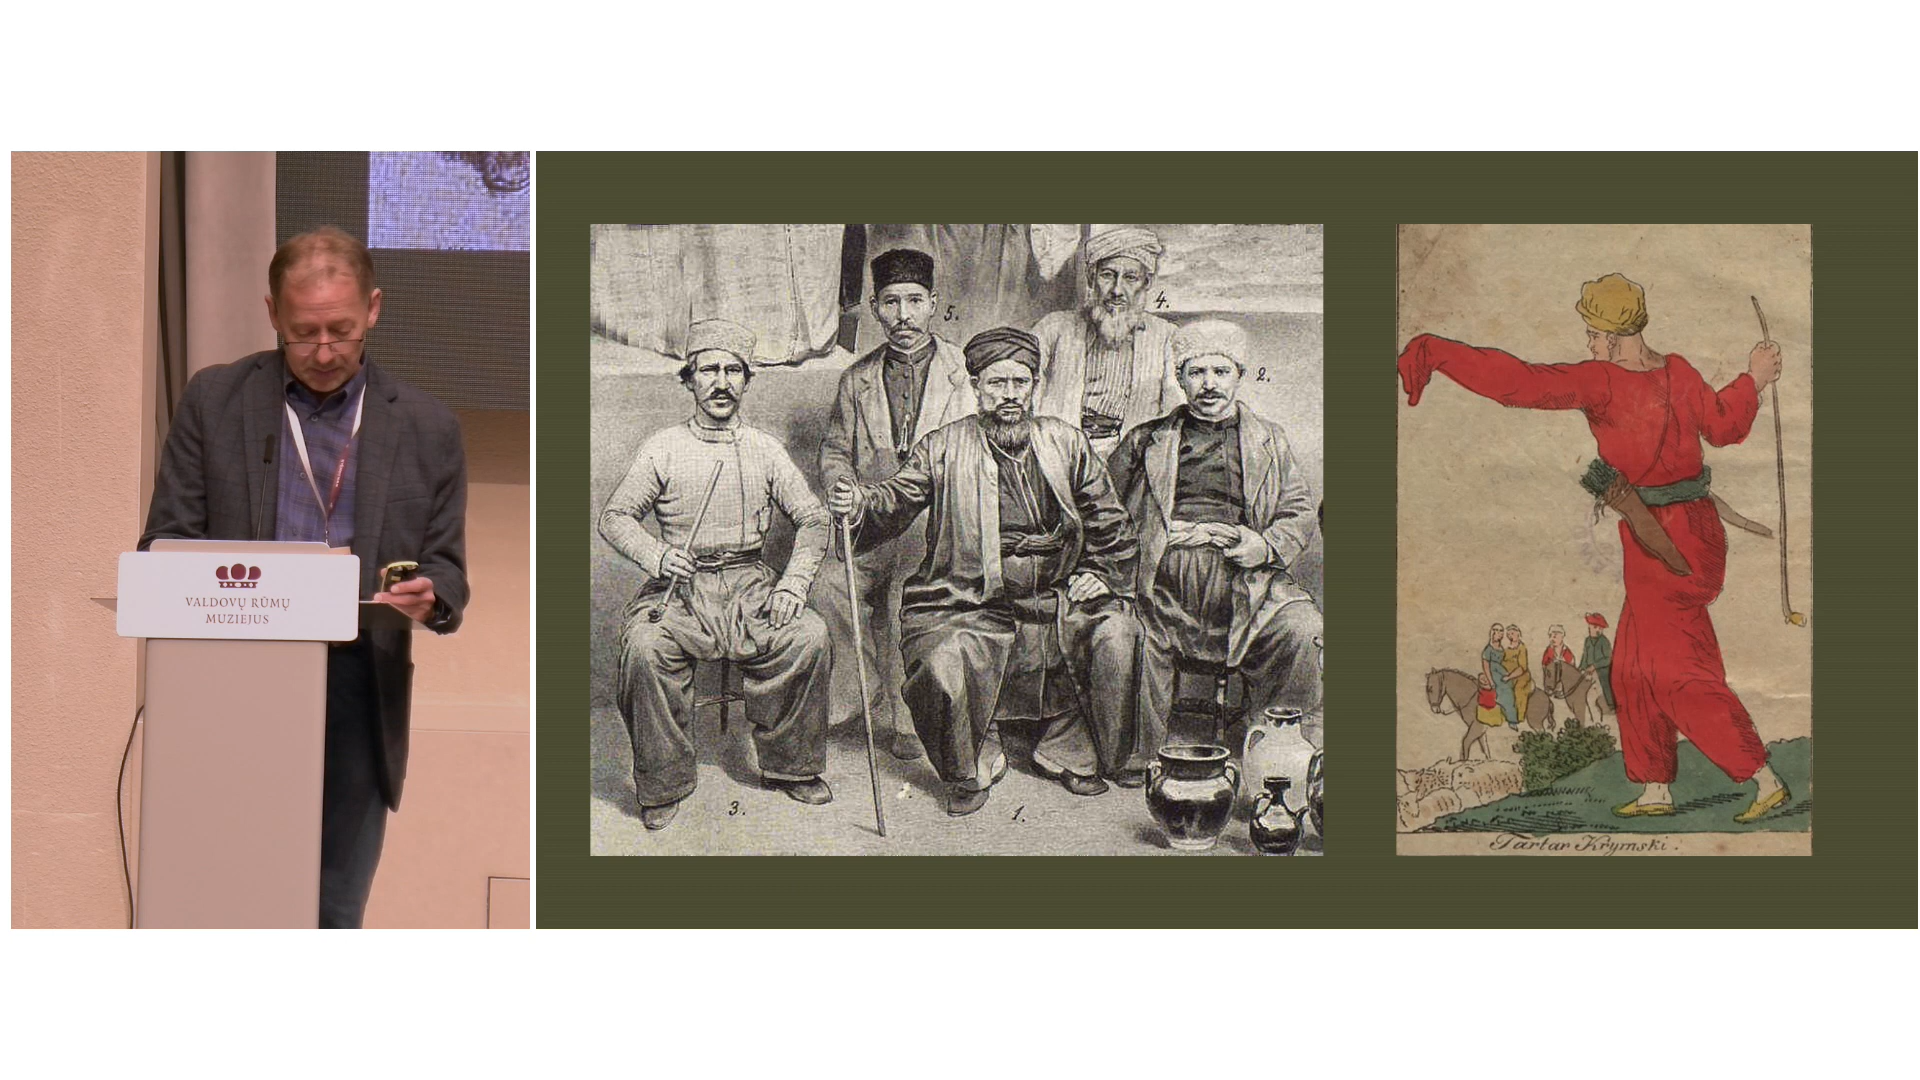 VALDOVŲ RŪMŲ
MUZIEJUS
5.
4.
2.
3.
1.
Tartar Krymski.